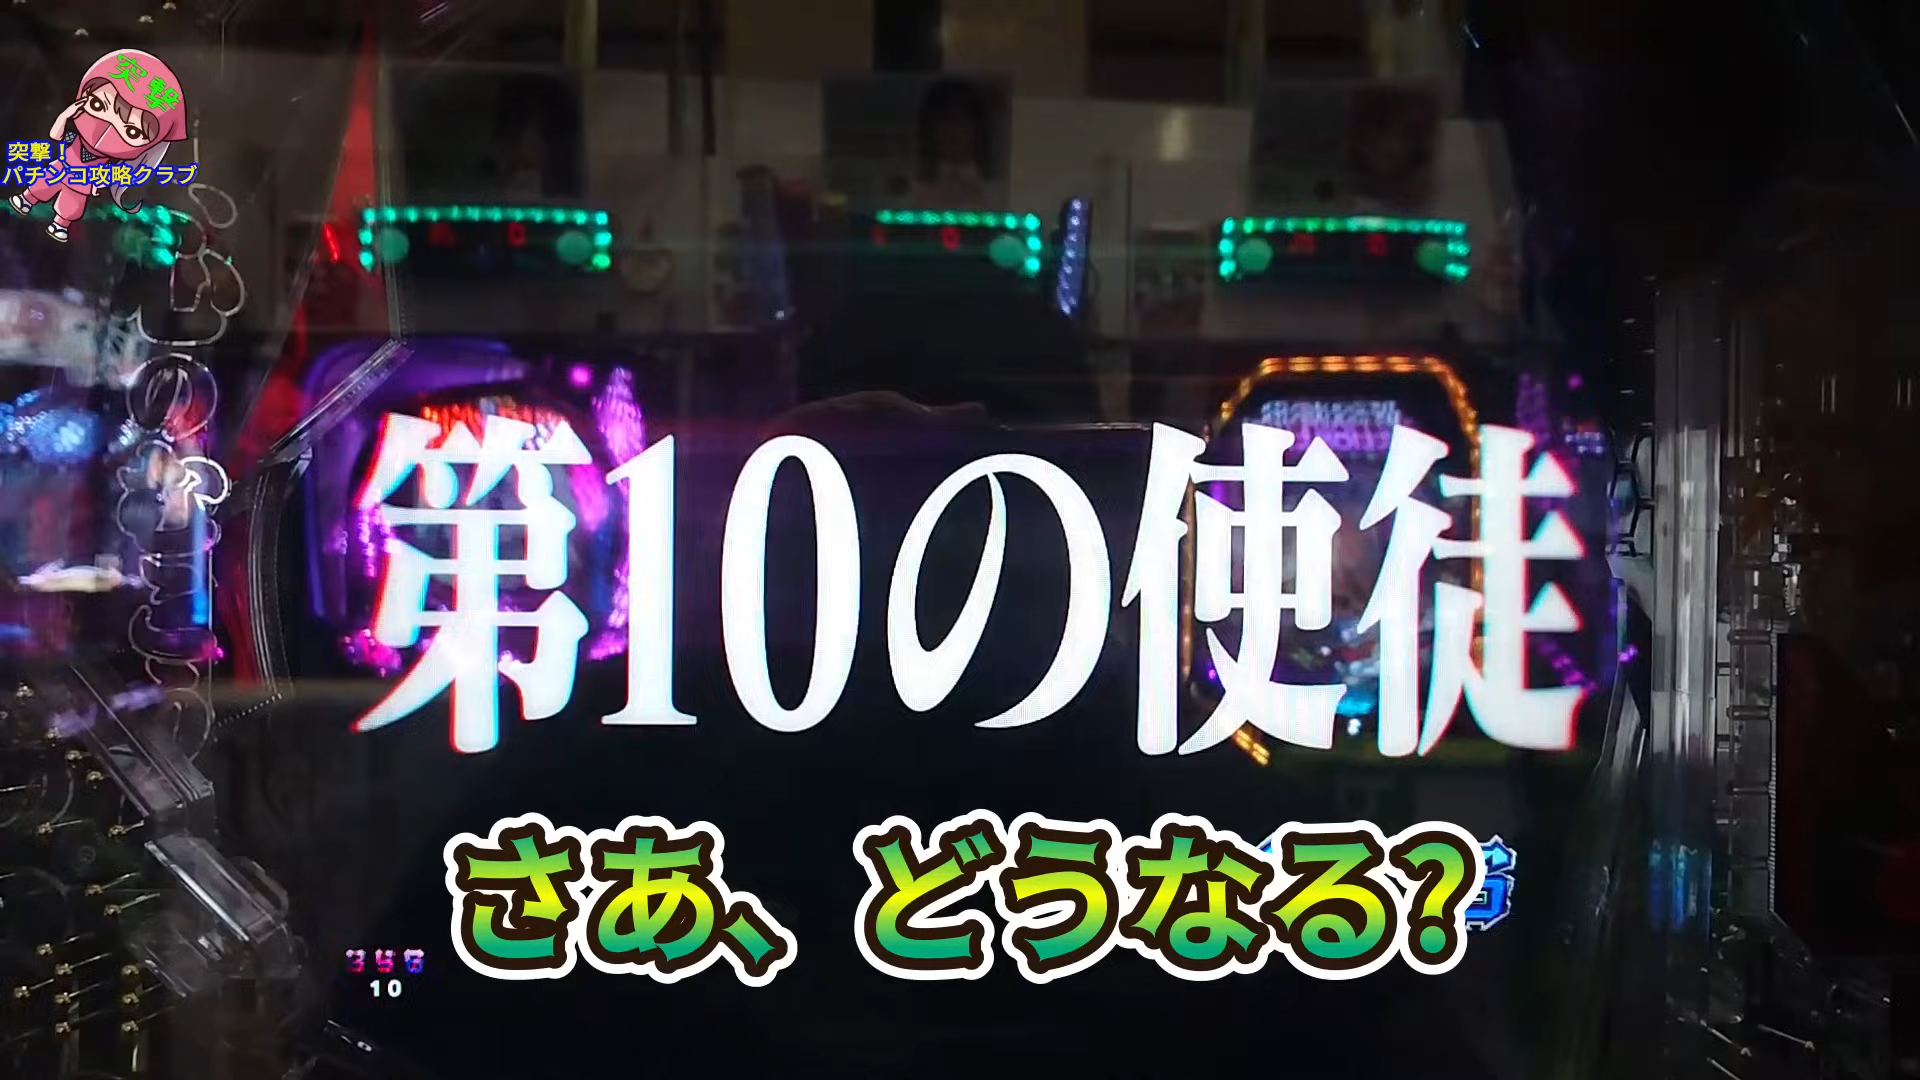 突撃
突撃！
パチンコ攻略クラブ
第10の使徒
さあ、どうなる?
10